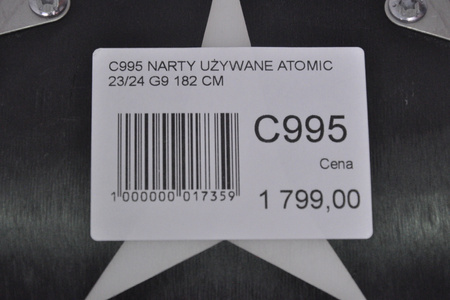 C995 NARTY UŻYWANE ATOMIC
23/24 G9 182 CM
C995
Cena
1 799,00
1 000000 017359